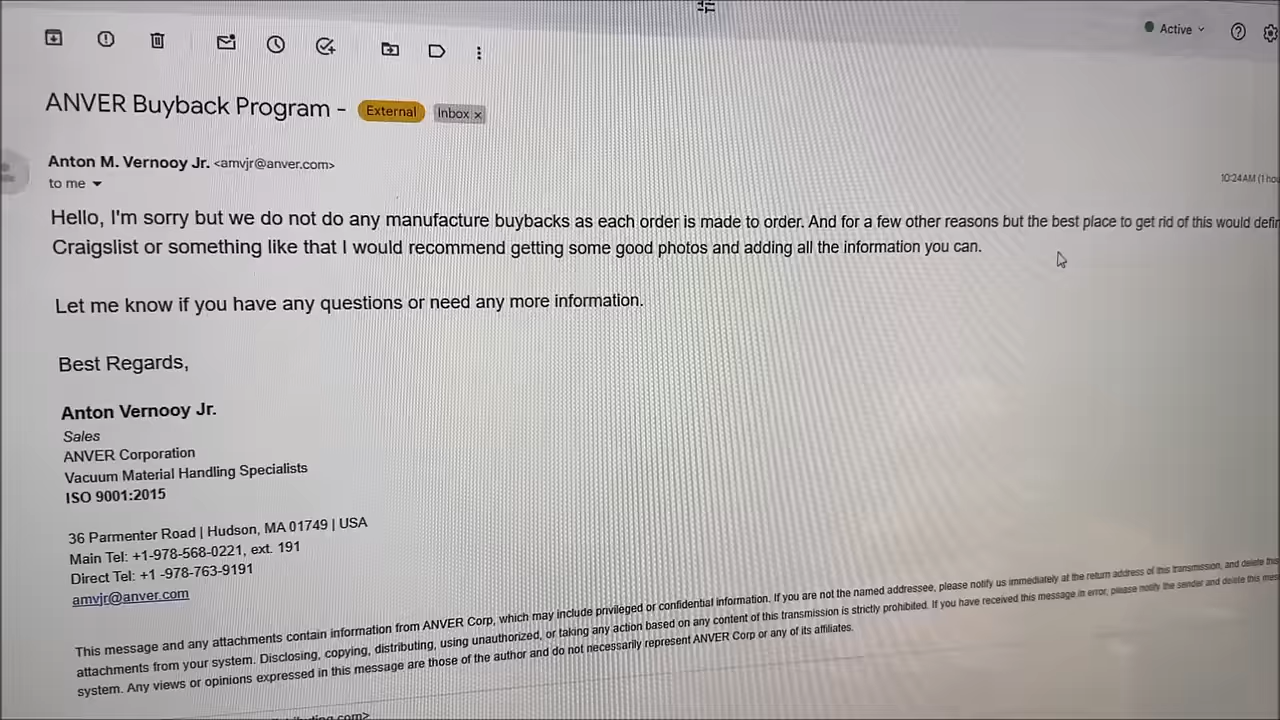 Active
ANVER Buyback Program - External Inbox ×
Anton M. Vernooy Jr. <amvjr@anver.com>
to me
10:24 AM (1
Hello, I'm sorry but we do not do any manufacture buybacks as each order is made to order. And for a few other reasons but the best place to get rid of this would
Craigslist or something like that I would recommend getting some good photos and adding all the information you can.
Let me know if you have any questions or need any more information.
Best Regards,
Anton Vernooy Jr.
Sales
ANVER Corporation
Vacuum Material Handling Specialists
ISO 9001:2015
36 Parmenter Road | Hudson, MA 01749 | USA
Main Tel: +1-978-568-0221, ext. 191
Direct Tel: +1 -978-763-9191
amvjr@anver.com
This message and any attachments contain information from ANVER Corp, which may include privileged or confidential information. If you are not the named addressee, please notify us immediately at the return address of this transmission, and delete
attachments from your system. Disclosing, copying, distributing, using unauthorized, or taking any action based on any content of this transmission is strictly prohibited. If you have received this message in error, please notify the sender and delete this
system. Any views or opinions expressed in this message are those of the author and do not necessarily represent ANVER Corp or any of its affiliates.